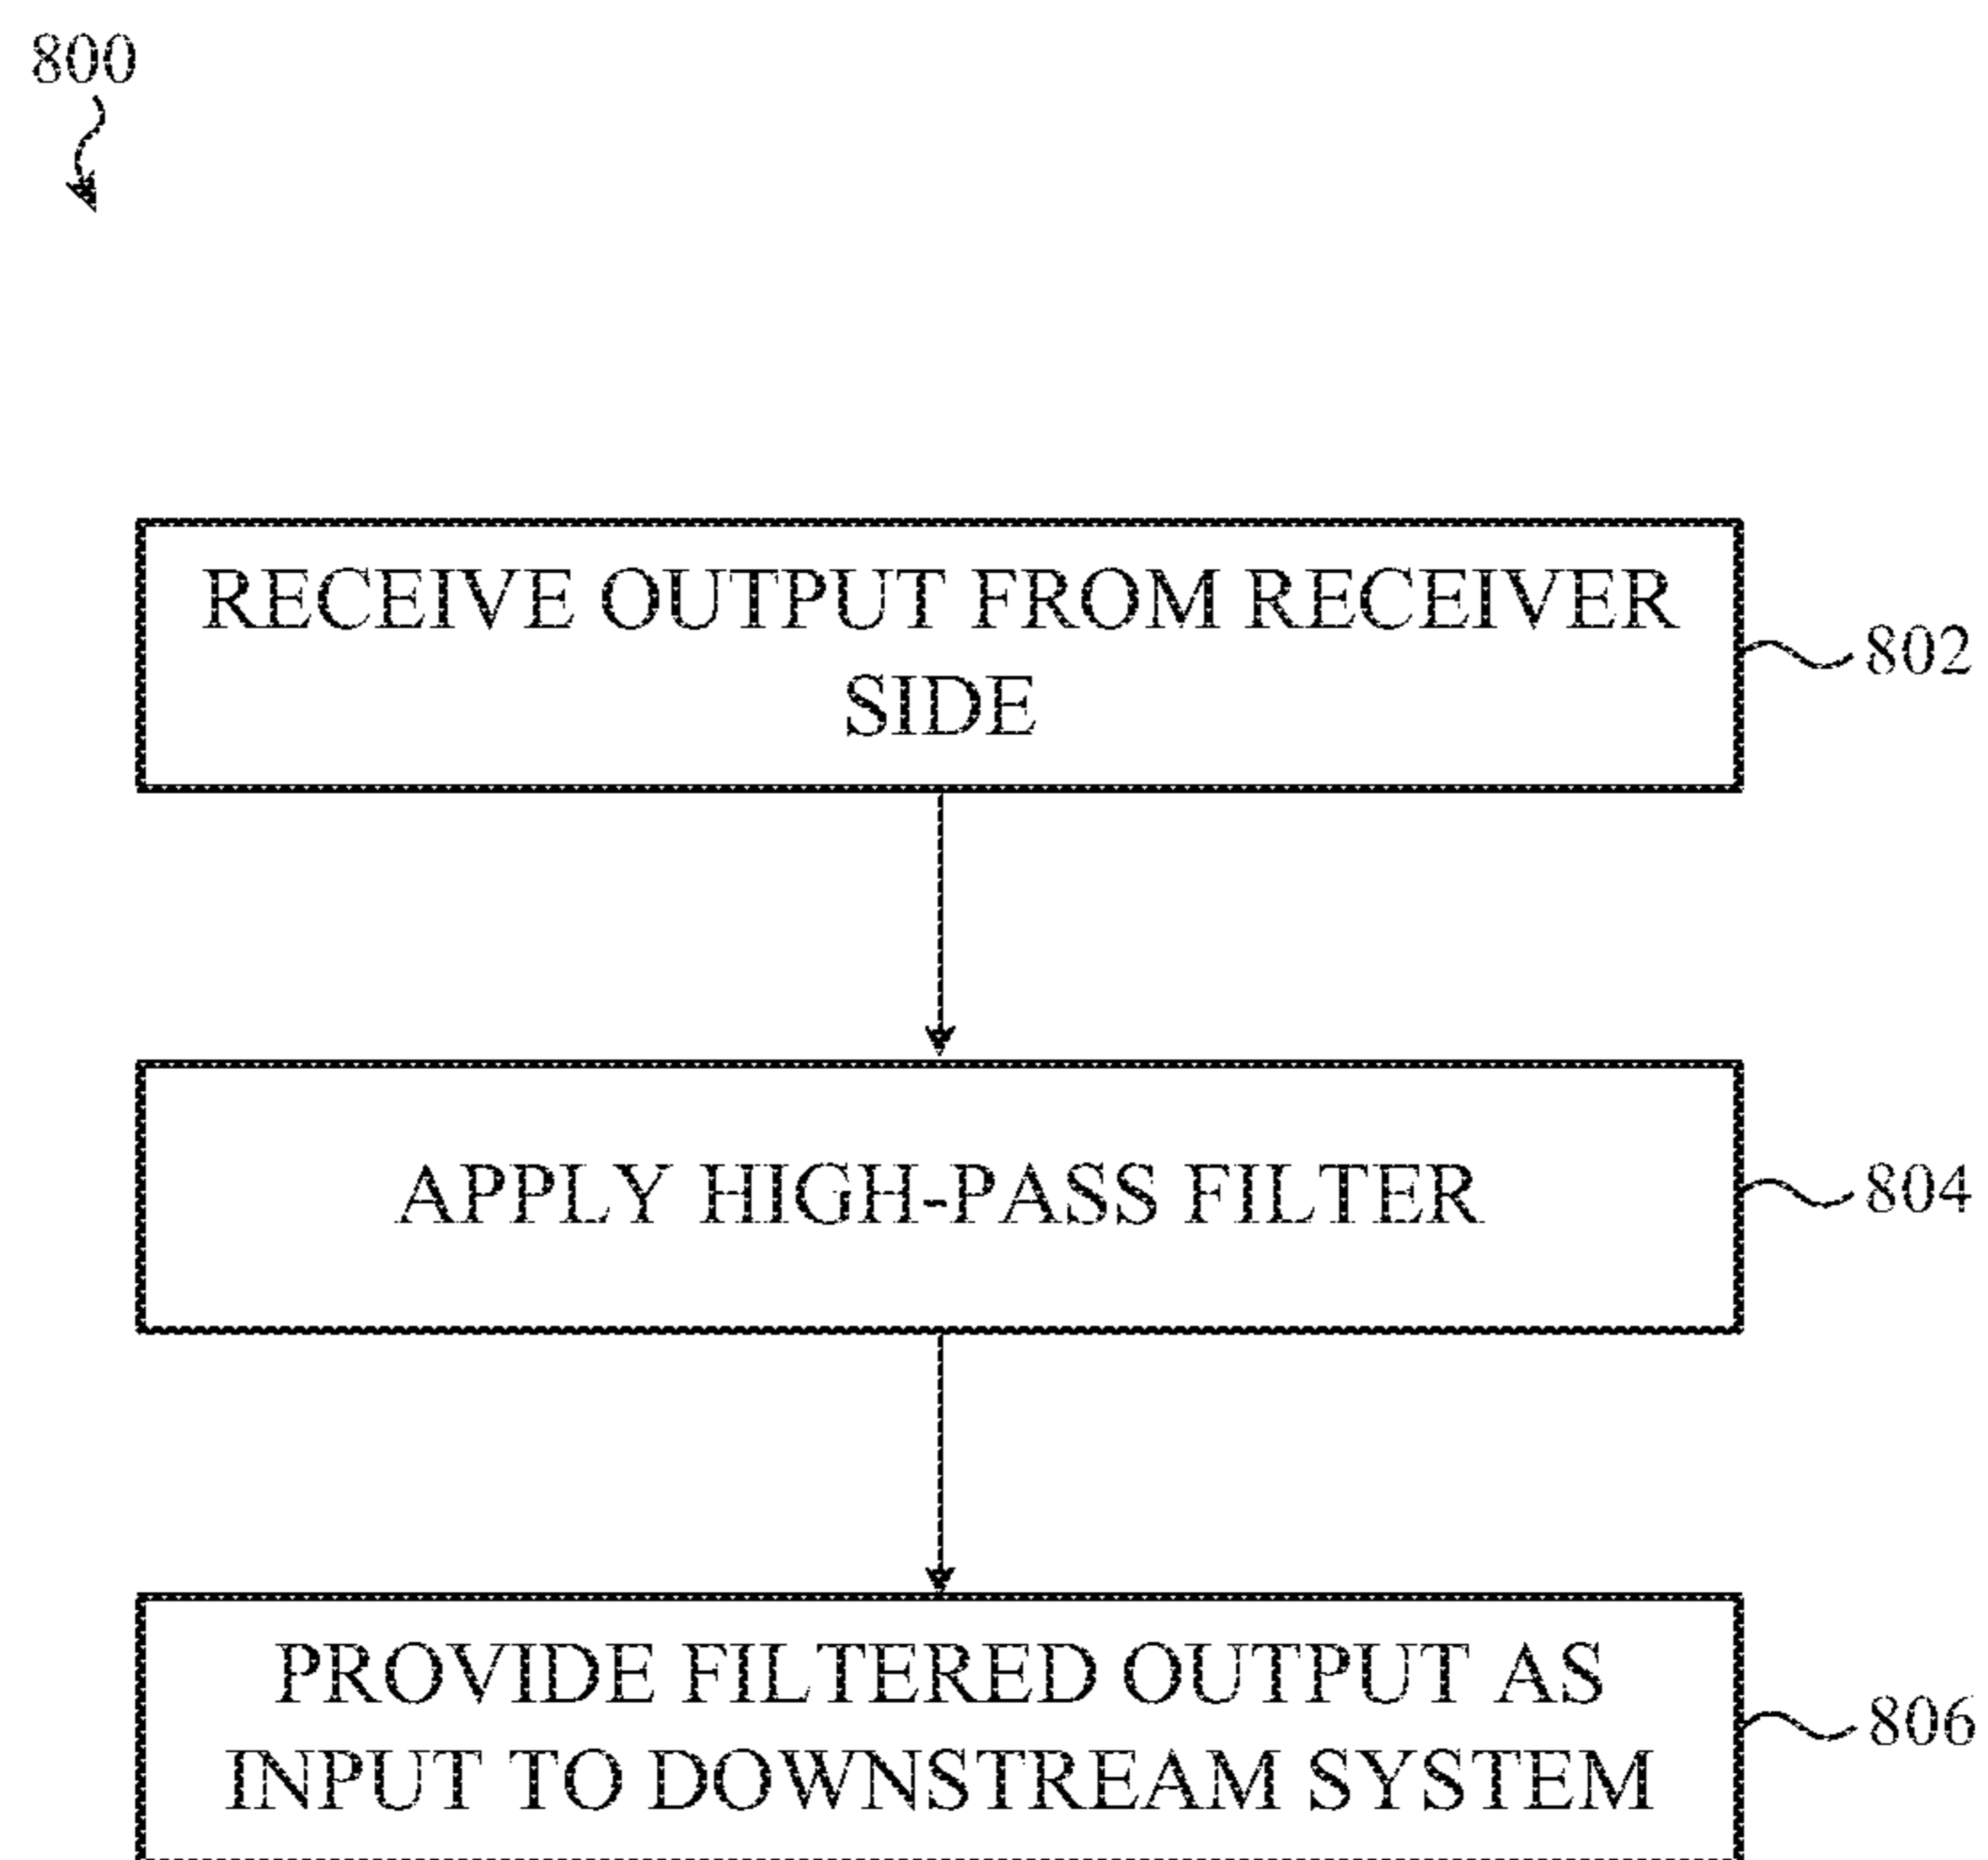 800
RECEIVE OUTPUT FROM RECEIVER
SIDE
802
APPLY HIGH-PASS FILTER
804
PROVIDE FILTERED OUTPUT AS
INPUT TO DOWNSTREAM SYSTEM
806